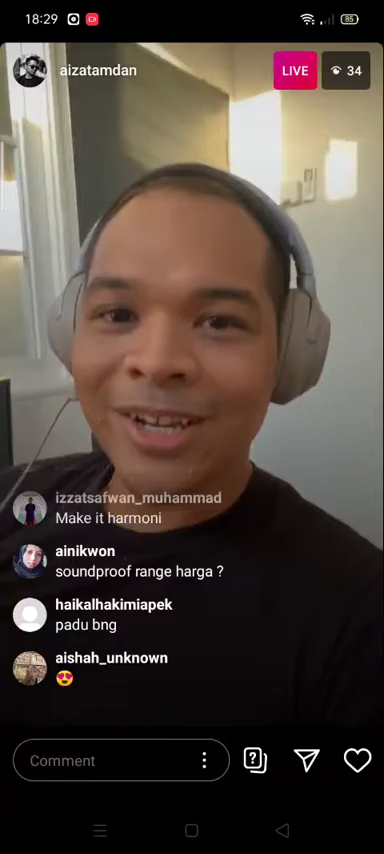 18:29
85
aizatamdan
LIVE
34
izzatsafwan_muhammad
Make it harmoni
ainikwon
soundproof range harga ?
haikalhakimiapek
padu bng
aishah_unknown
😍
Comment